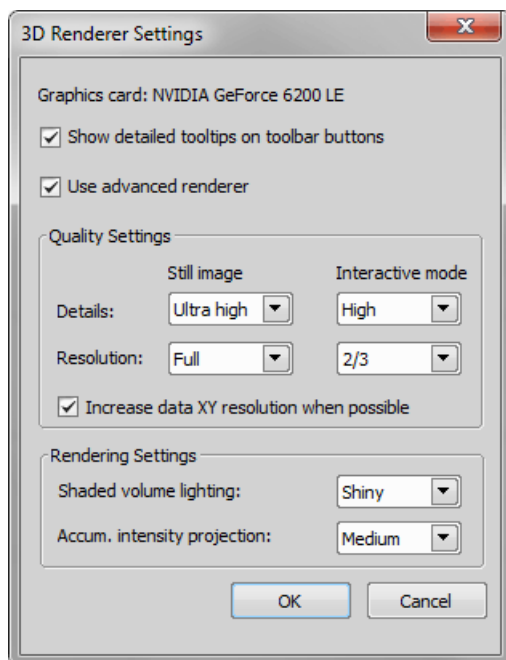 3D Renderer Settings
Graphics card: NVIDIA GeForce 6200 LE
Show detailed tooltips on toolbar buttons
Use advanced renderer
Quality Settings
Still image Interactive mode
Details: Ultra high High
Resolution: Full 2/3
Increase data XY resolution when possible
Rendering Settings
Shaded volume lighting: Shiny
Accum. intensity projection: Medium
OK Cancel